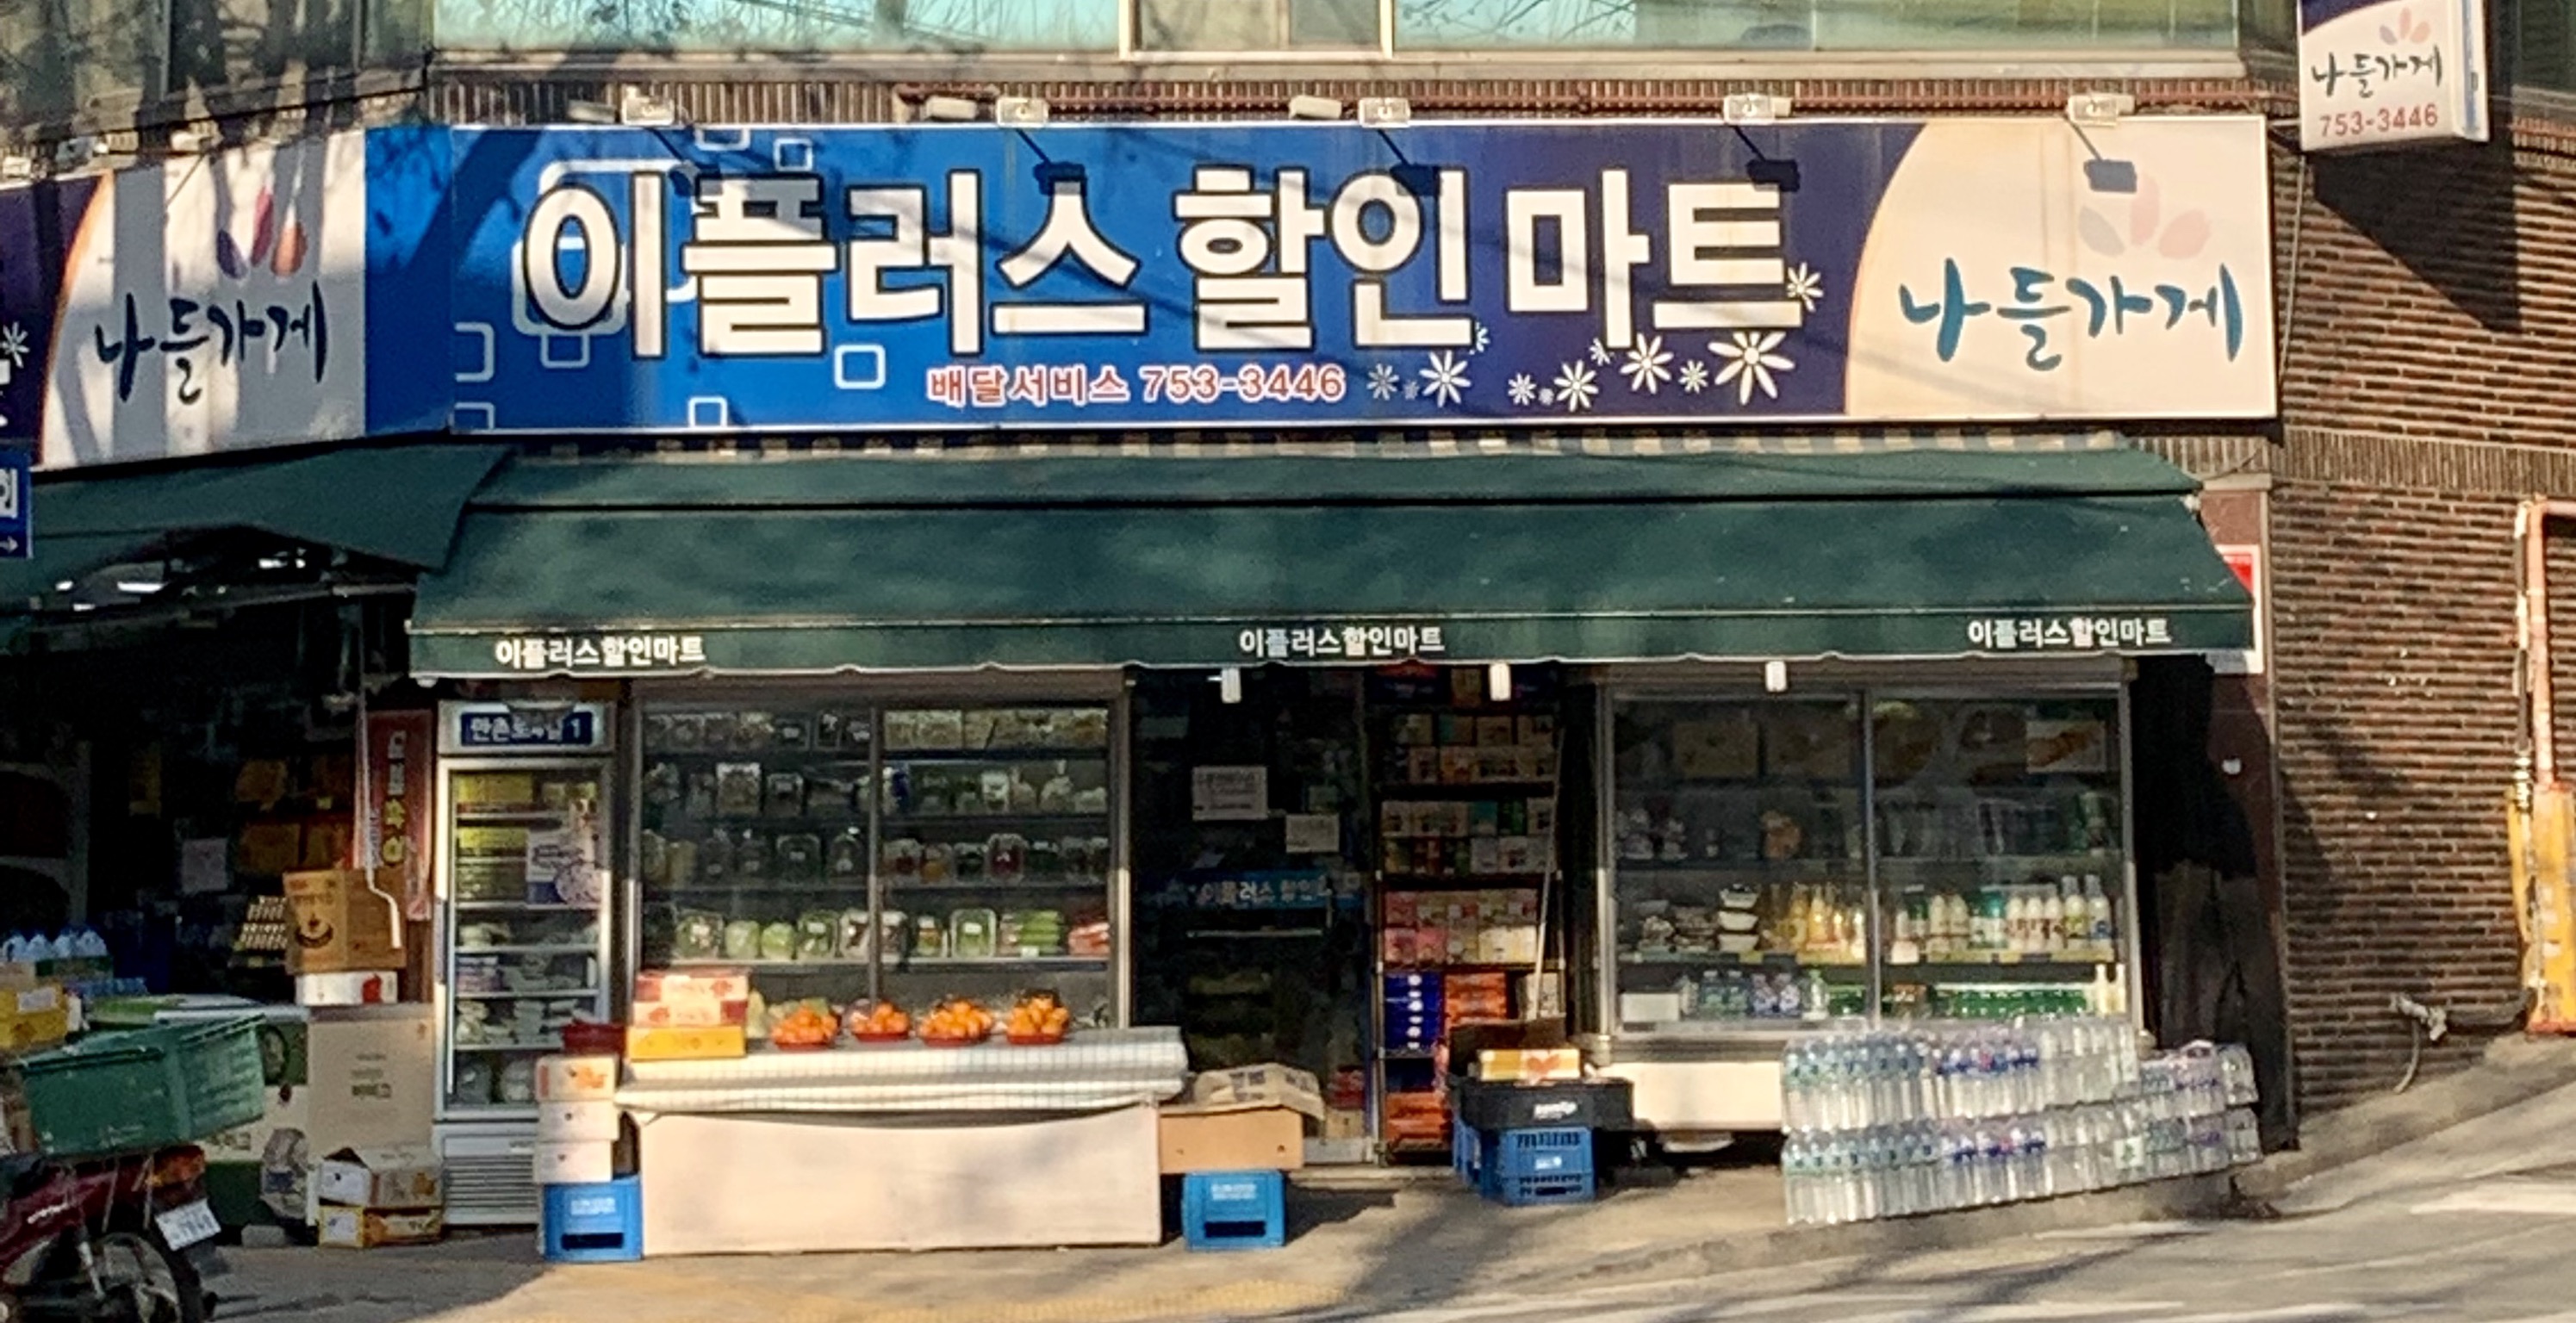 나들가게
753-3446
나들가게
이플러스 할인마트
나들가게
배달서비스 753-3446
회
→
이플러스할인마트
이플러스할인마트
이플러스할인마트
이플러스 할인